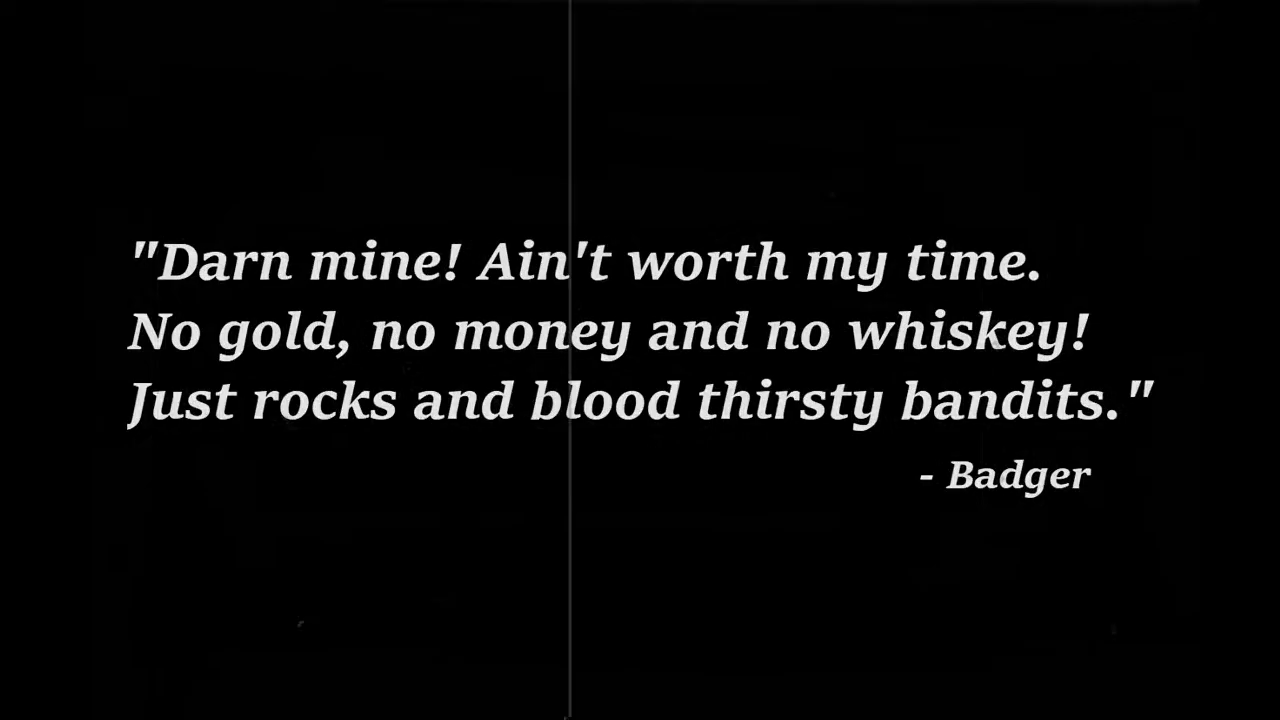 "Darn mine! Ain't worth my time.
No gold, no money and no whiskey!
Just rocks and blood thirsty bandits."
- Badger